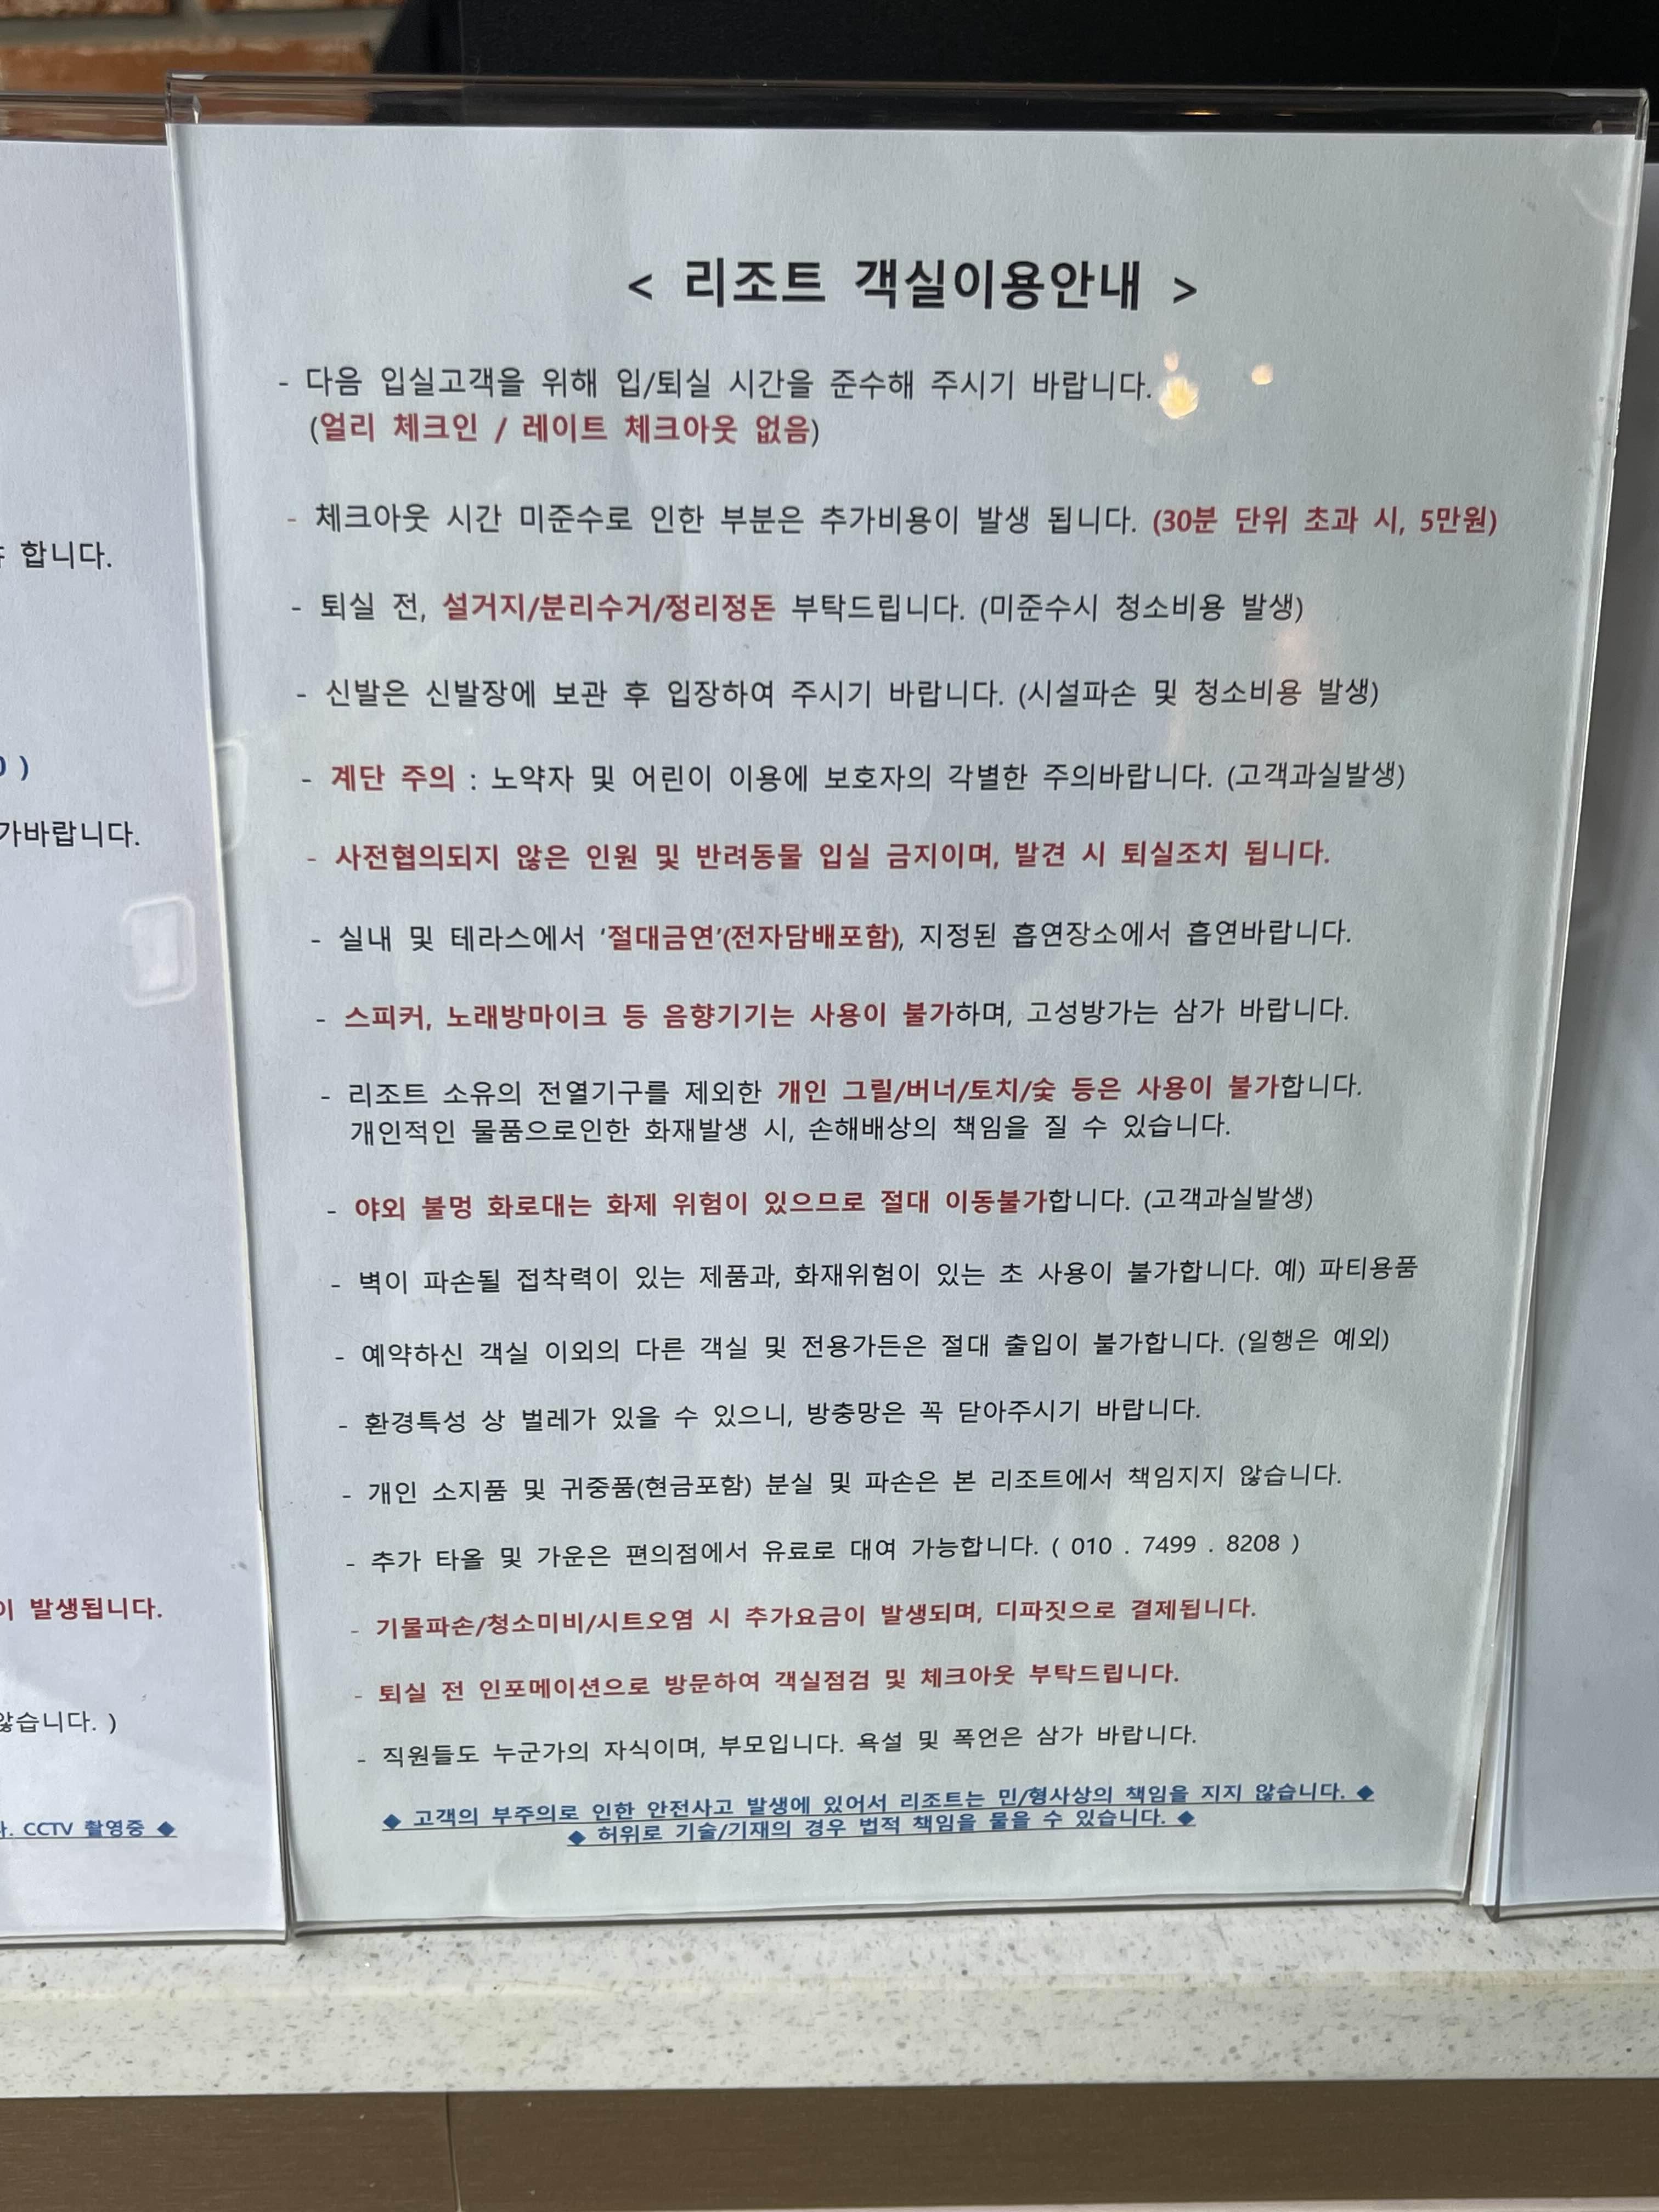 < 리조트 객실이용안내 >
- 다음 입실고객을 위해 입/퇴실 시간을 준수해 주시기 바랍니다.
(얼리 체크인 / 레이트 체크아웃 없음)
- 체크아웃 시간 미준수로 인한 부분은 추가비용이 발생 됩니다. (30분 단위 초과 시, 5만원)
- 퇴실 전, 설거지/분리수거/정리정돈 부탁드립니다. (미준수시 청소비용 발생)
- 신발은 신발장에 보관 후 입장하여 주시기 바랍니다. (시설파손 및 청소비용 발생)
- 계단 주의 : 노약자 및 어린이 이용에 보호자의 각별한 주의바랍니다. (고객과실발생)
- 사전협의되지 않은 인원 및 반려동물 입실 금지이며, 발견 시 퇴실조치 됩니다.
- 실내 및 테라스에서 '절대금연'(전자담배포함), 지정된 흡연장소에서 흡연바랍니다.
- 스피커, 노래방마이크 등 음향기기는 사용이 불가하며, 고성방가는 삼가 바랍니다.
- 리조트 소유의 전열기구를 제외한 개인 그릴/버너/토치/숯 등은 사용이 불가합니다.
개인적인 물품으로인한 화재발생 시, 손해배상의 책임을 질 수 있습니다.
- 야외 불멍 화로대는 화제 위험이 있으므로 절대 이동불가합니다. (고객과실발생)
- 벽이 파손될 접착력이 있는 제품과, 화재위험이 있는 초 사용이 불가합니다. 예) 파티용품
- 예약하신 객실 이외의 다른 객실 및 전용가든은 절대 출입이 불가합니다. (일행은 예외)
- 환경특성 상 벌레가 있을 수 있으니, 방충망은 꼭 닫아주시기 바랍니다.
- 개인 소지품 및 귀중품(현금포함) 분실 및 파손은 본 리조트에서 책임지지 않습니다.
- 추가 타올 및 가운은 편의점에서 유료로 대여 가능합니다. ( 010 . 7499 . 8208 )
- 기물파손/청소미비/시트오염 시 추가요금이 발생되며, 디파짓으로 결제됩니다.
- 퇴실 전 인포메이션으로 방문하여 객실점검 및 체크아웃 부탁드립니다.
- 직원들도 누군가의 자식이며, 부모입니다. 욕설 및 폭언은 삼가 바랍니다.
◆ 고객의 부주의로 인한 안전사고 발생에 있어서 리조트는 민/형사상의 책임을 지지 않습니다. ◆
◆ 허위로 기술/기재의 경우 법적 책임을 물을 수 있습니다. ◆
합니다.
0 )
가바랍니다.
이 발생됩니다.
않습니다. )
. CCTV 촬영중 ◆